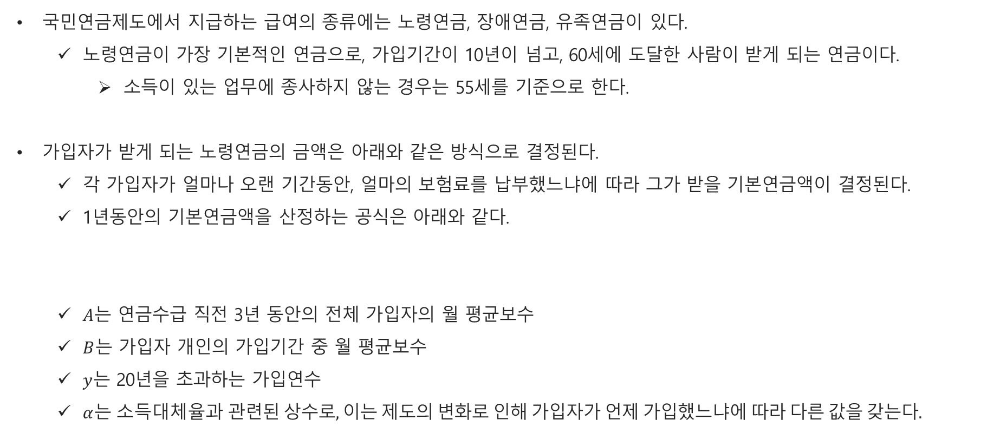 • 국민연금제도에서 지급하는 급여의 종류에는 노령연금, 장애연금, 유족연금이 있다.
✓ 노령연금이 가장 기본적인 연금으로, 가입기간이 10년이 넘고, 60세에 도달한 사람이 받게 되는 연금이다.
➢ 소득이 있는 업무에 종사하지 않는 경우는 55세를 기준으로 한다.
• 가입자가 받게 되는 노령연금의 금액은 아래와 같은 방식으로 결정된다.
✓ 각 가입자가 얼마나 오랜 기간동안, 얼마의 보험료를 납부했느냐에 따라 그가 받을 기본연금액이 결정된다.
✓ 1년동안의 기본연금액을 산정하는 공식은 아래와 같다.
✓ A는 연금수급 직전 3년 동안의 전체 가입자의 월 평균보수
✓ B는 가입자 개인의 가입기간 중 월 평균보수
✓ y는 20년을 초과하는 가입연수
✓ α는 소득대체율과 관련된 상수로, 이는 제도의 변화로 인해 가입자가 언제 가입했느냐에 따라 다른 값을 갖는다.